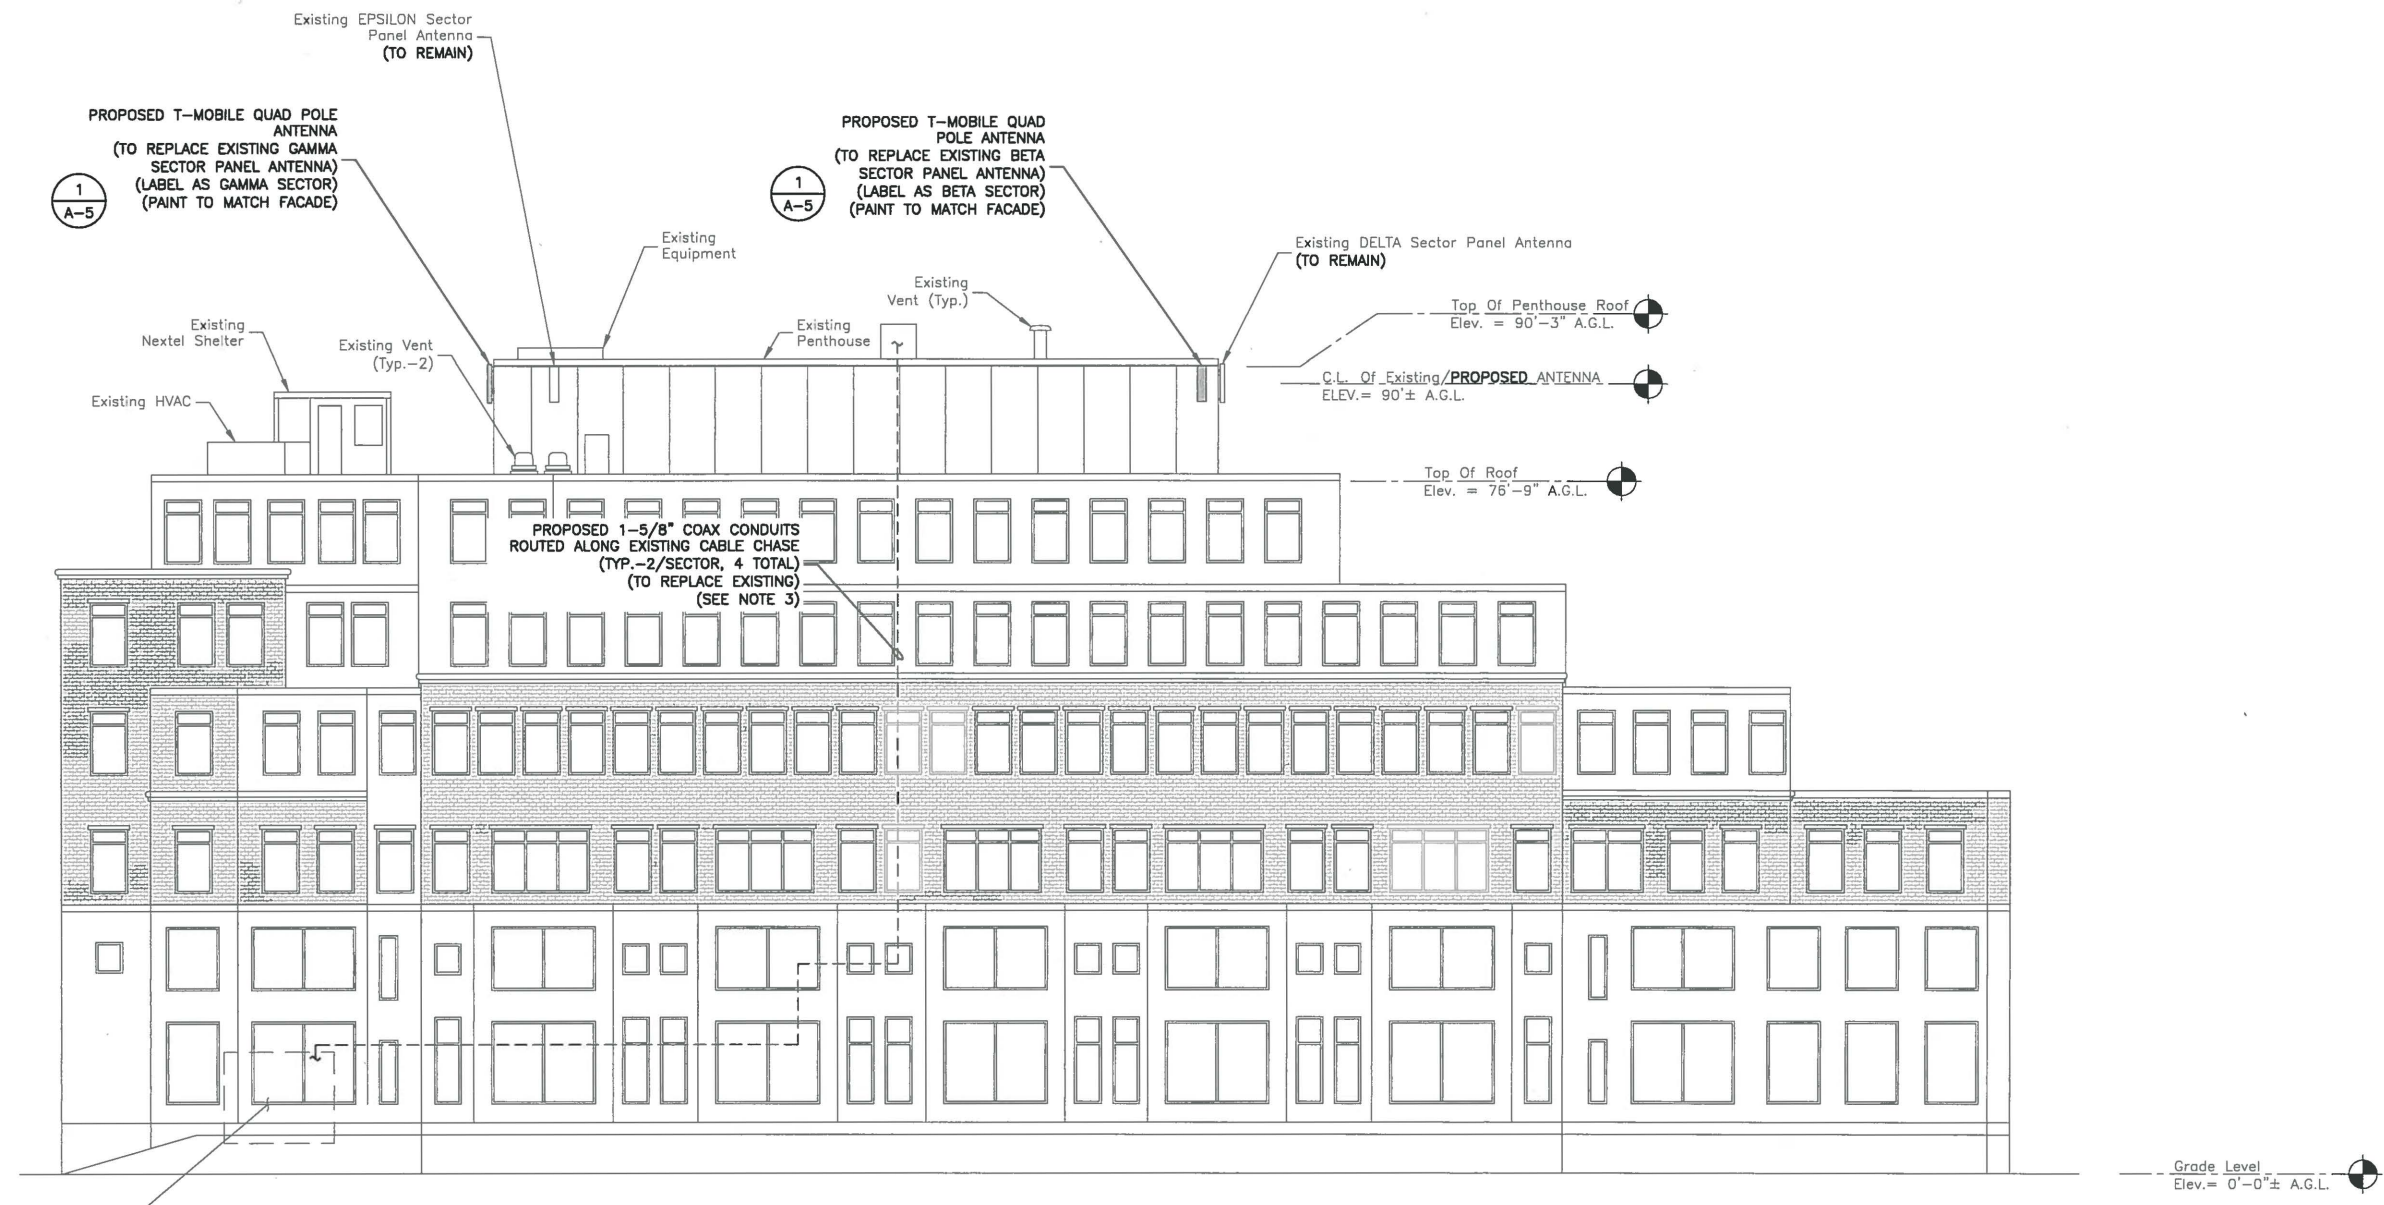 Existing EPSILON Sector
Panel Antenna
(TO REMAIN)
PROPOSED T-MOBILE QUAD POLE
ANTENNA
(TO REPLACE EXISTING GAMMA
SECTOR PANEL ANTENNA)
(LABEL AS GAMMA SECTOR)
(PAINT TO MATCH FACADE)
1
A-5
PROPOSED T-MOBILE QUAD
POLE ANTENNA
(TO REPLACE EXISTING BETA
SECTOR PANEL ANTENNA)
(LABEL AS BETA SECTOR)
(PAINT TO MATCH FACADE)
1
A-5
Existing
Equipment
Existing DELTA Sector Panel Antenna
(TO REMAIN)
Existing
Vent (Typ.)
Top Of Penthouse Roof
Elev. = 90'-3" A.G.L.
Existing
Nextel Shelter
Existing Vent
(Typ.-2)
Existing
Penthouse
C.L. Of Existing/PROPOSED ANTENNA
ELEV.= 90'± A.G.L.
Existing HVAC
Top Of Roof
Elev. = 76'-9" A.G.L.
PROPOSED 1-5/8" COAX CONDUITS
ROUTED ALONG EXISTING CABLE CHASE
(TYP.-2/SECTOR, 4 TOTAL)
(TO REPLACE EXISTING)
(SEE NOTE 3)
Grade Level
Elev.= 0'-0"± A.G.L.